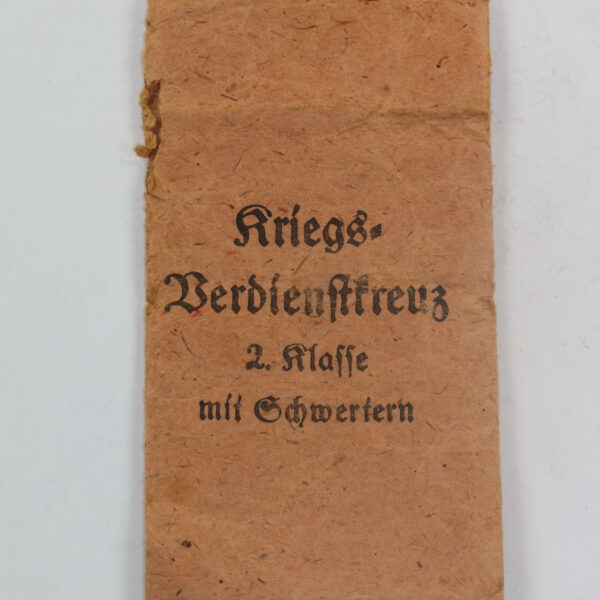 Kriegs-
Verdienstkreuz
2. Klasse
mit Schwertern